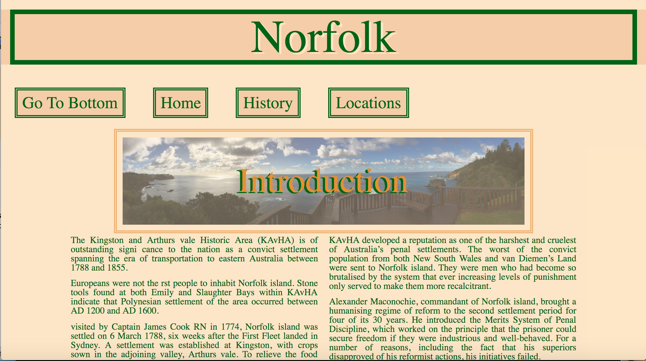 Norfolk
Go To Bottom
Home
History
Locations
Introduction
The Kingston and Arthurs vale Historic Area (KAvHA) is of
outstanding signi cance to the nation as a convict settlement
spanning the era of transportation to eastern Australia between
1788 and 1855.
Europeans were not the rst people to inhabit Norfolk island. Stone
tools found at both Emily and Slaughter Bays within KAvHA
indicate that Polynesian settlement of the area occurred between
AD 1200 and AD 1600.
visited by Captain James Cook RN in 1774, Norfolk island was
settled on 6 March 1788, six weeks after the First Fleet landed in
Sydney. A settlement was established at Kingston, with crops
sown in the adjoining valley, Arthurs vale. To relieve the food
KAvHA developed a reputation as one of the harshest and cruelest
of Australia's penal settlements. The worst of the convict
population from both New South Wales and van Diemen's Land
were sent to Norfolk island. They were men who had become so
brutalised by the system that ever increasing levels of punishment
only served to make them more recalcitrant.
Alexander Maconochie, commandant of Norfolk island, brought a
humanising regime of reform to the second settlement period for
four of its 30 years. He introduced the Merits System of Penal
Discipline, which worked on the principle that the prisoner could
secure freedom if they were industrious and well-behaved. For a
number of reasons, including the fact that his superiors
disapproved of his reformist actions, his initiatives failed.